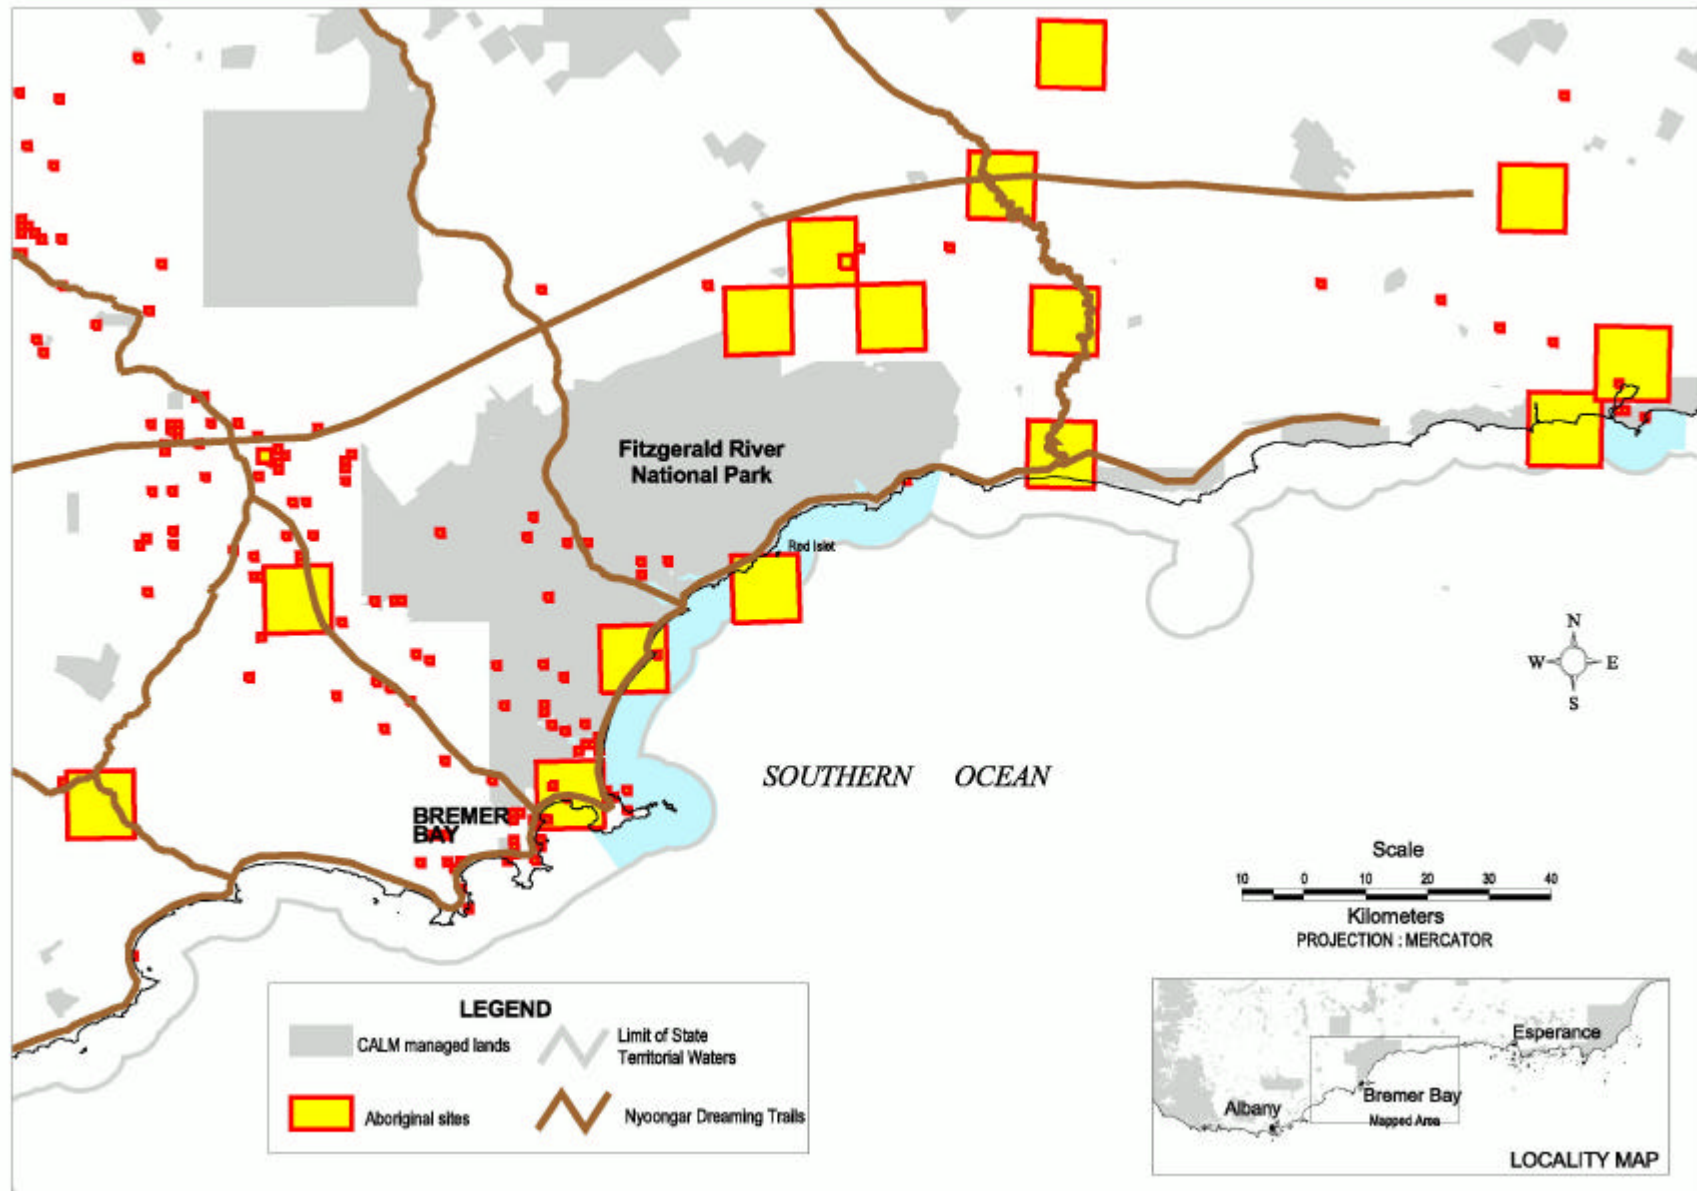 Fitzgerald River
National Park
Red Islet
N
W E
S
SOUTHERN OCEAN
BREMER
BAY
Scale
10 0 10 20 30 40
Kilometers
PROJECTION : MERCATOR
LEGEND
CALM managed lands
Limit of State
Territorial Waters
Aboriginal sites
Nyoongar Dreaming Trails
Esperance
Bremer Bay
Albany
Mapped Area
LOCALITY MAP